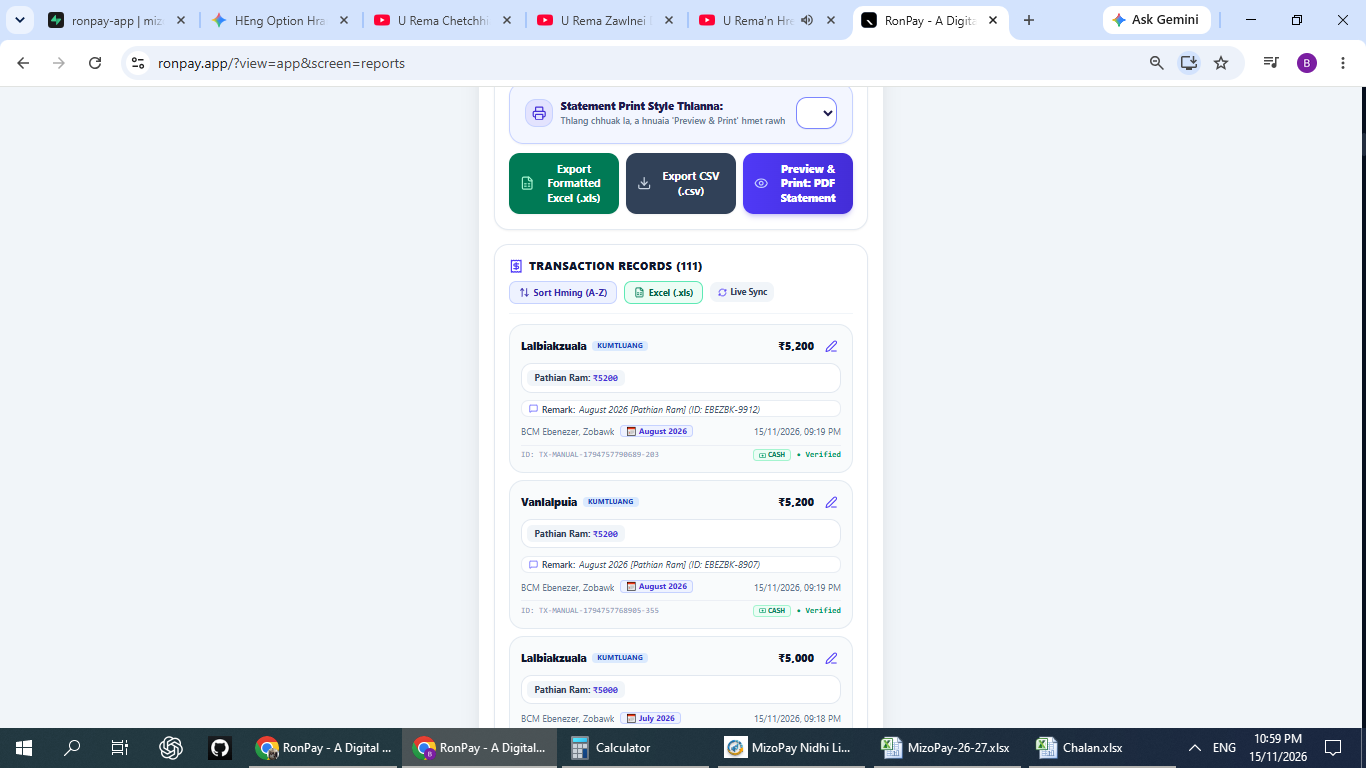 ronpay-app | miz
HEng Option Hra
U Rema Chetchhi
U Rema Zawlnei
U Rema'n Hre
RonPay - A Digita
Ask Gemini
ronpay.app/?view=app&screen=reports
B
Statement Print Style Thlanna:
Thlang chhuak la, a hnuaia 'Preview & Print' hmet rawh
Export Formatted Excel (.xls)
Export CSV (.csv)
Preview & Print: PDF Statement
TRANSACTION RECORDS (111)
Sort Hming (A-Z)
Excel (.xls)
Live Sync
Lalbiakzuala KUMTLUANG ₹5,200
Pathian Ram: ₹5200
Remark: August 2026 [Pathian Ram] (ID: EBEZBK-9912)
BCM Ebenezer, Zobawk August 2026 15/11/2026, 09:19 PM
ID: TX-MANUAL-1794757790689-203 CASH • Verified
Vanlalpuia KUMTLUANG ₹5,200
Pathian Ram: ₹5200
Remark: August 2026 [Pathian Ram] (ID: EBEZBK-8907)
BCM Ebenezer, Zobawk August 2026 15/11/2026, 09:19 PM
ID: TX-MANUAL-1794757768905-355 CASH • Verified
Lalbiakzuala KUMTLUANG ₹5,000
Pathian Ram: ₹5000
BCM Ebenezer, Zobawk July 2026 15/11/2026, 09:18 PM
RonPay - A Digital ...
RonPay - A Digital...
Calculator
MizoPay Nidhi Li...
MizoPay-26-27.xlsx
Chalan.xlsx
ENG
10:59 PM
15/11/2026